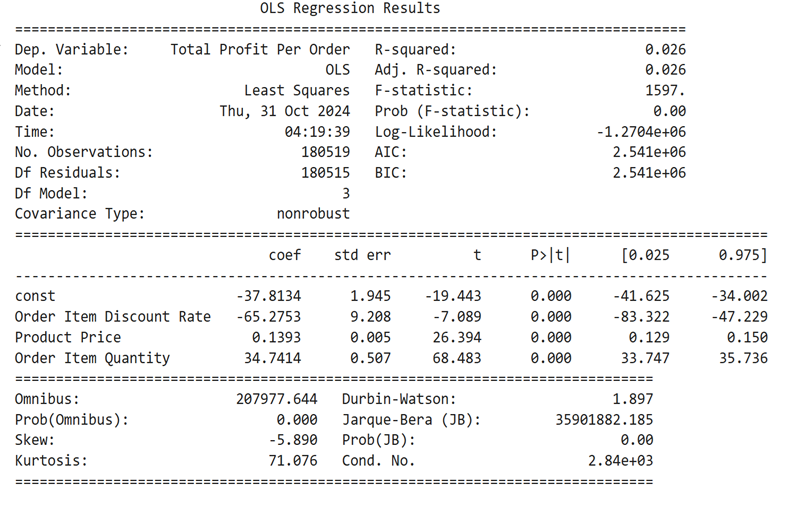 OLS Regression Results
==============================================================================
Dep. Variable: Total Profit Per Order R-squared: 0.026
Model: OLS Adj. R-squared: 0.026
Method: Least Squares F-statistic: 1597.
Date: Thu, 31 Oct 2024 Prob (F-statistic): 0.00
Time: 04:19:39 Log-Likelihood: -1.2704e+06
No. Observations: 180519 AIC: 2.541e+06
Df Residuals: 180515 BIC: 2.541e+06
Df Model: 3
Covariance Type: nonrobust
==============================================================================
coef std err t P>|t| [0.025 0.975]
------------------------------------------------------------------------------
const -37.8134 1.945 -19.443 0.000 -41.625 -34.002
Order Item Discount Rate -65.2753 9.208 -7.089 0.000 -83.322 -47.229
Product Price 0.1393 0.005 26.394 0.000 0.129 0.150
Order Item Quantity 34.7414 0.507 68.483 0.000 33.747 35.736
==============================================================================
Omnibus: 207977.644 Durbin-Watson: 1.897
Prob(Omnibus): 0.000 Jarque-Bera (JB): 35901882.185
Skew: -5.890 Prob(JB): 0.00
Kurtosis: 71.076 Cond. No. 2.84e+03
==============================================================================